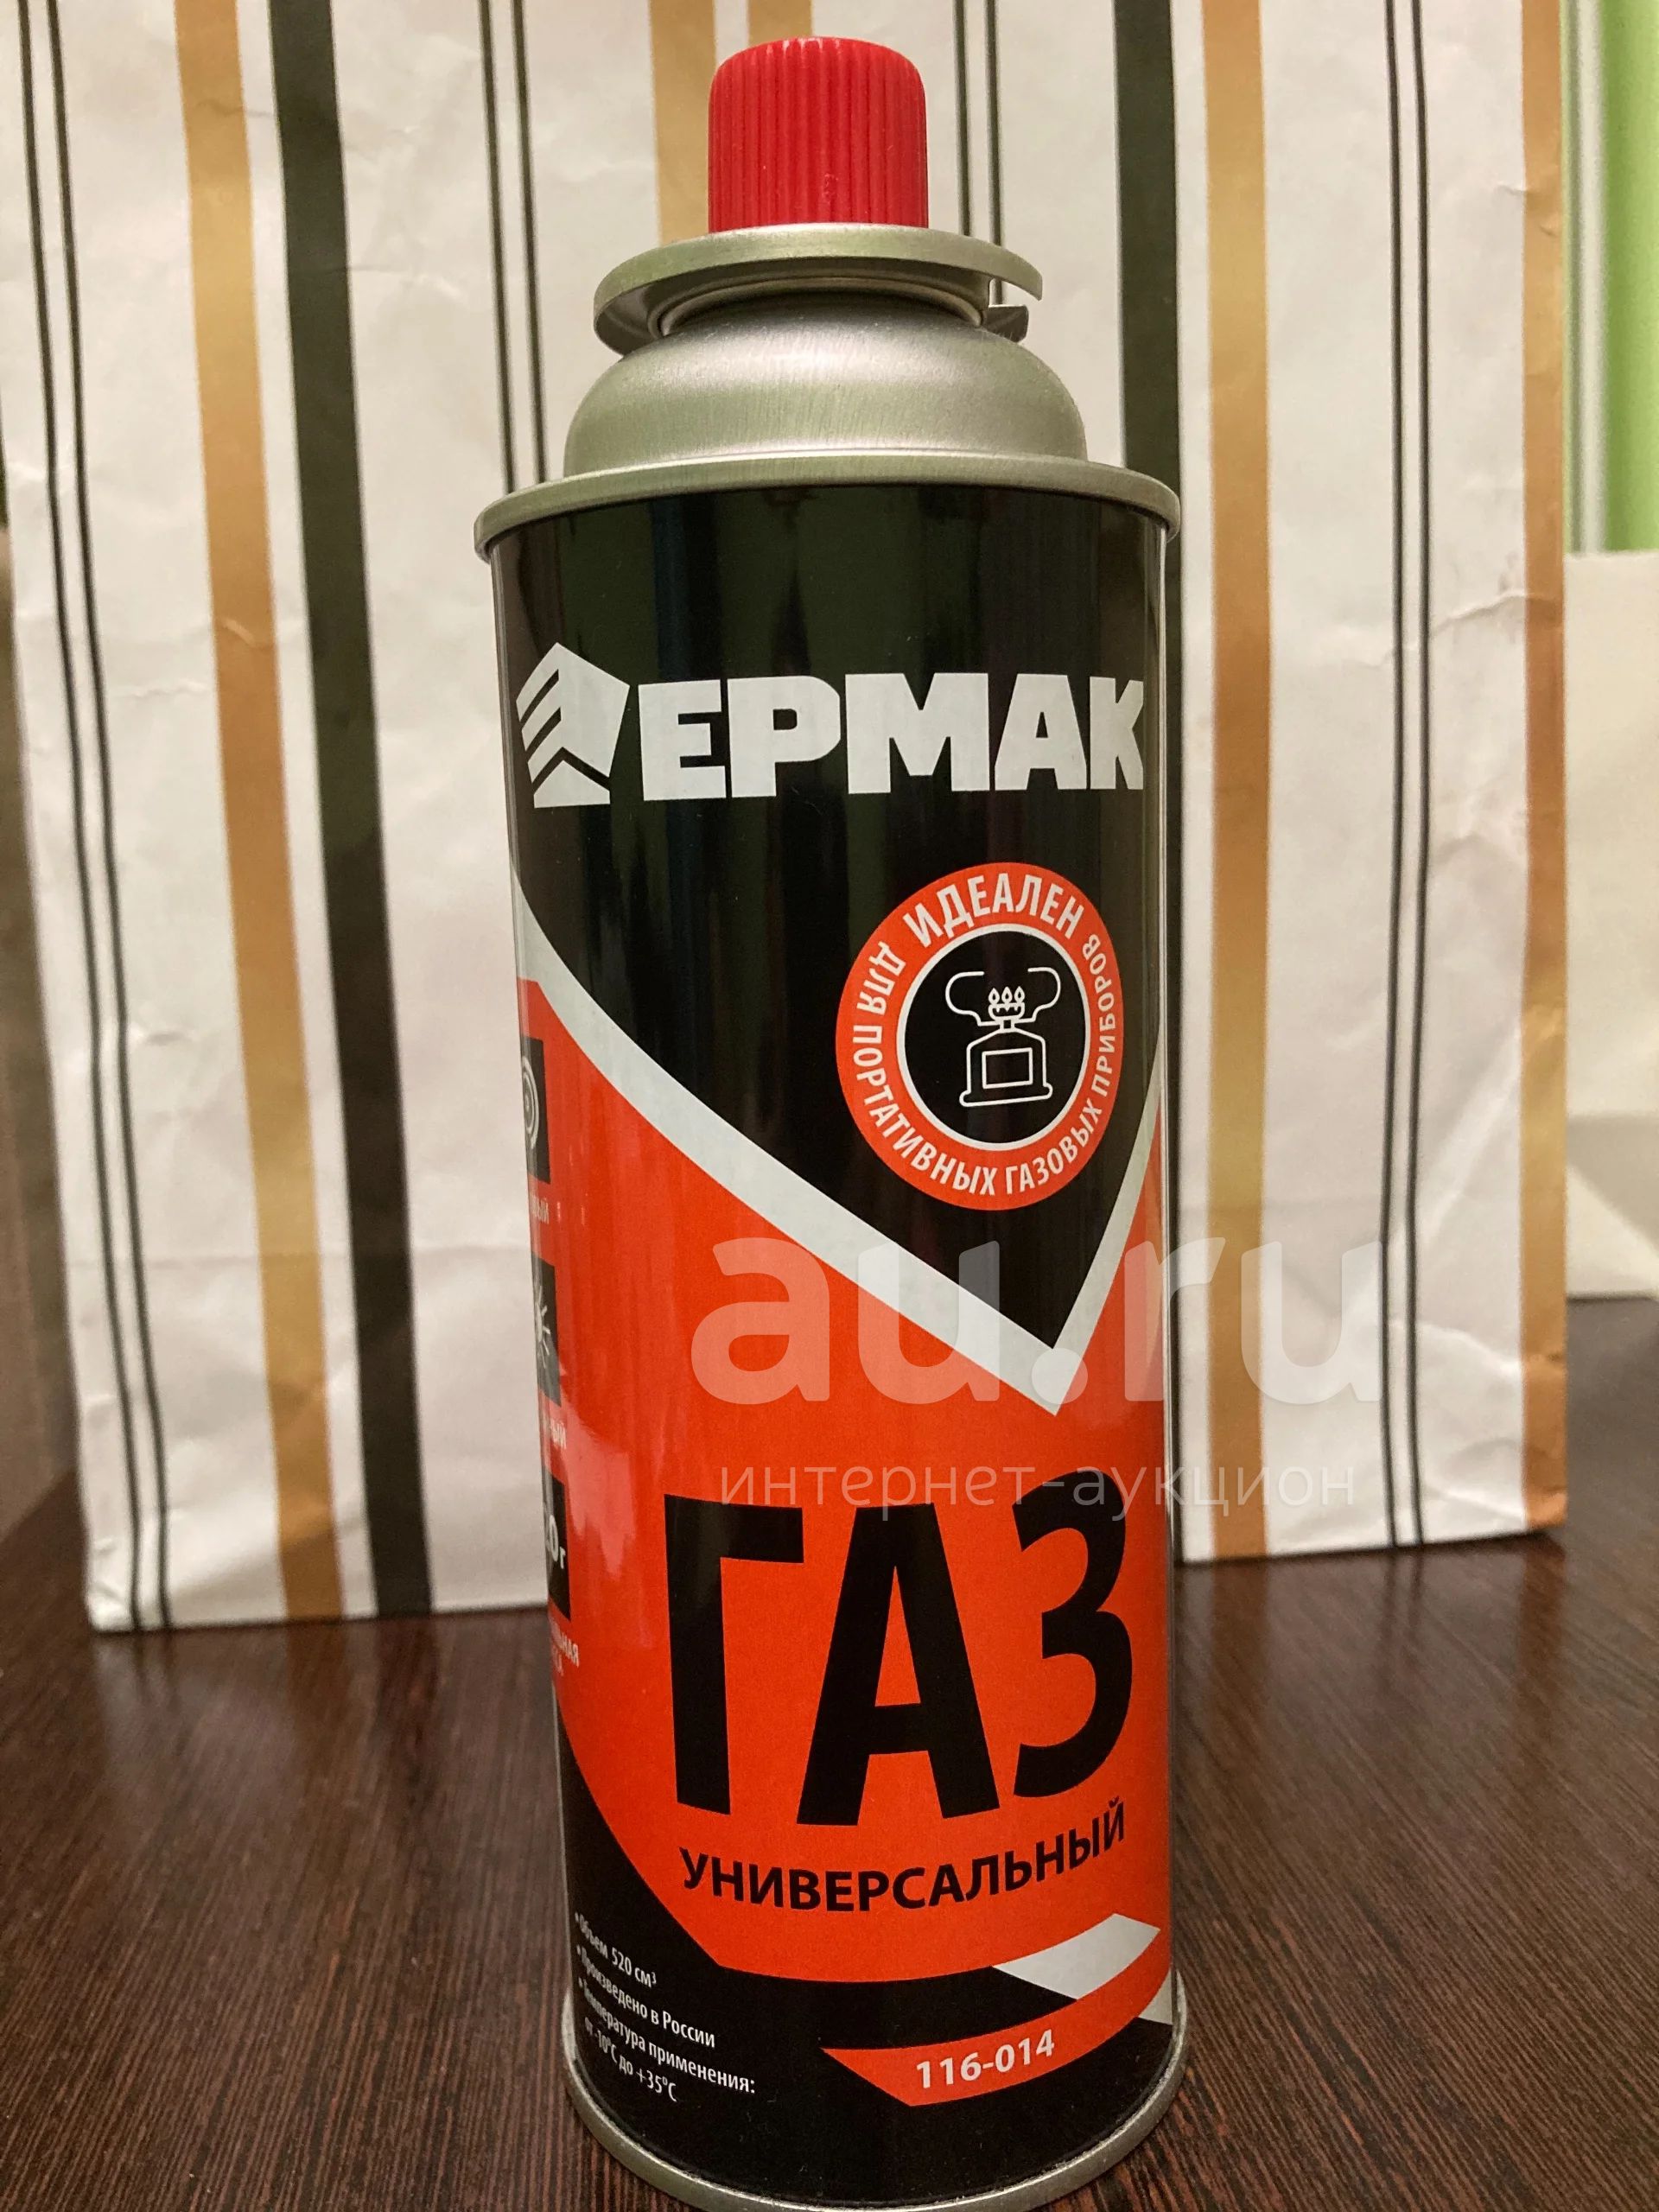 ЕРМАК
ИДЕАЛЕН
ДЛЯ ПОРТАТИВНЫХ ГАЗОВЫХ ПРИБОРОВ
au.ru
интернет-аукцион
ГАЗ
УНИВЕРСАЛЬНЫЙ
• Объем 520 см³
• Произведено в России
• Температура применения:
от -10°С до +35°С
116-014